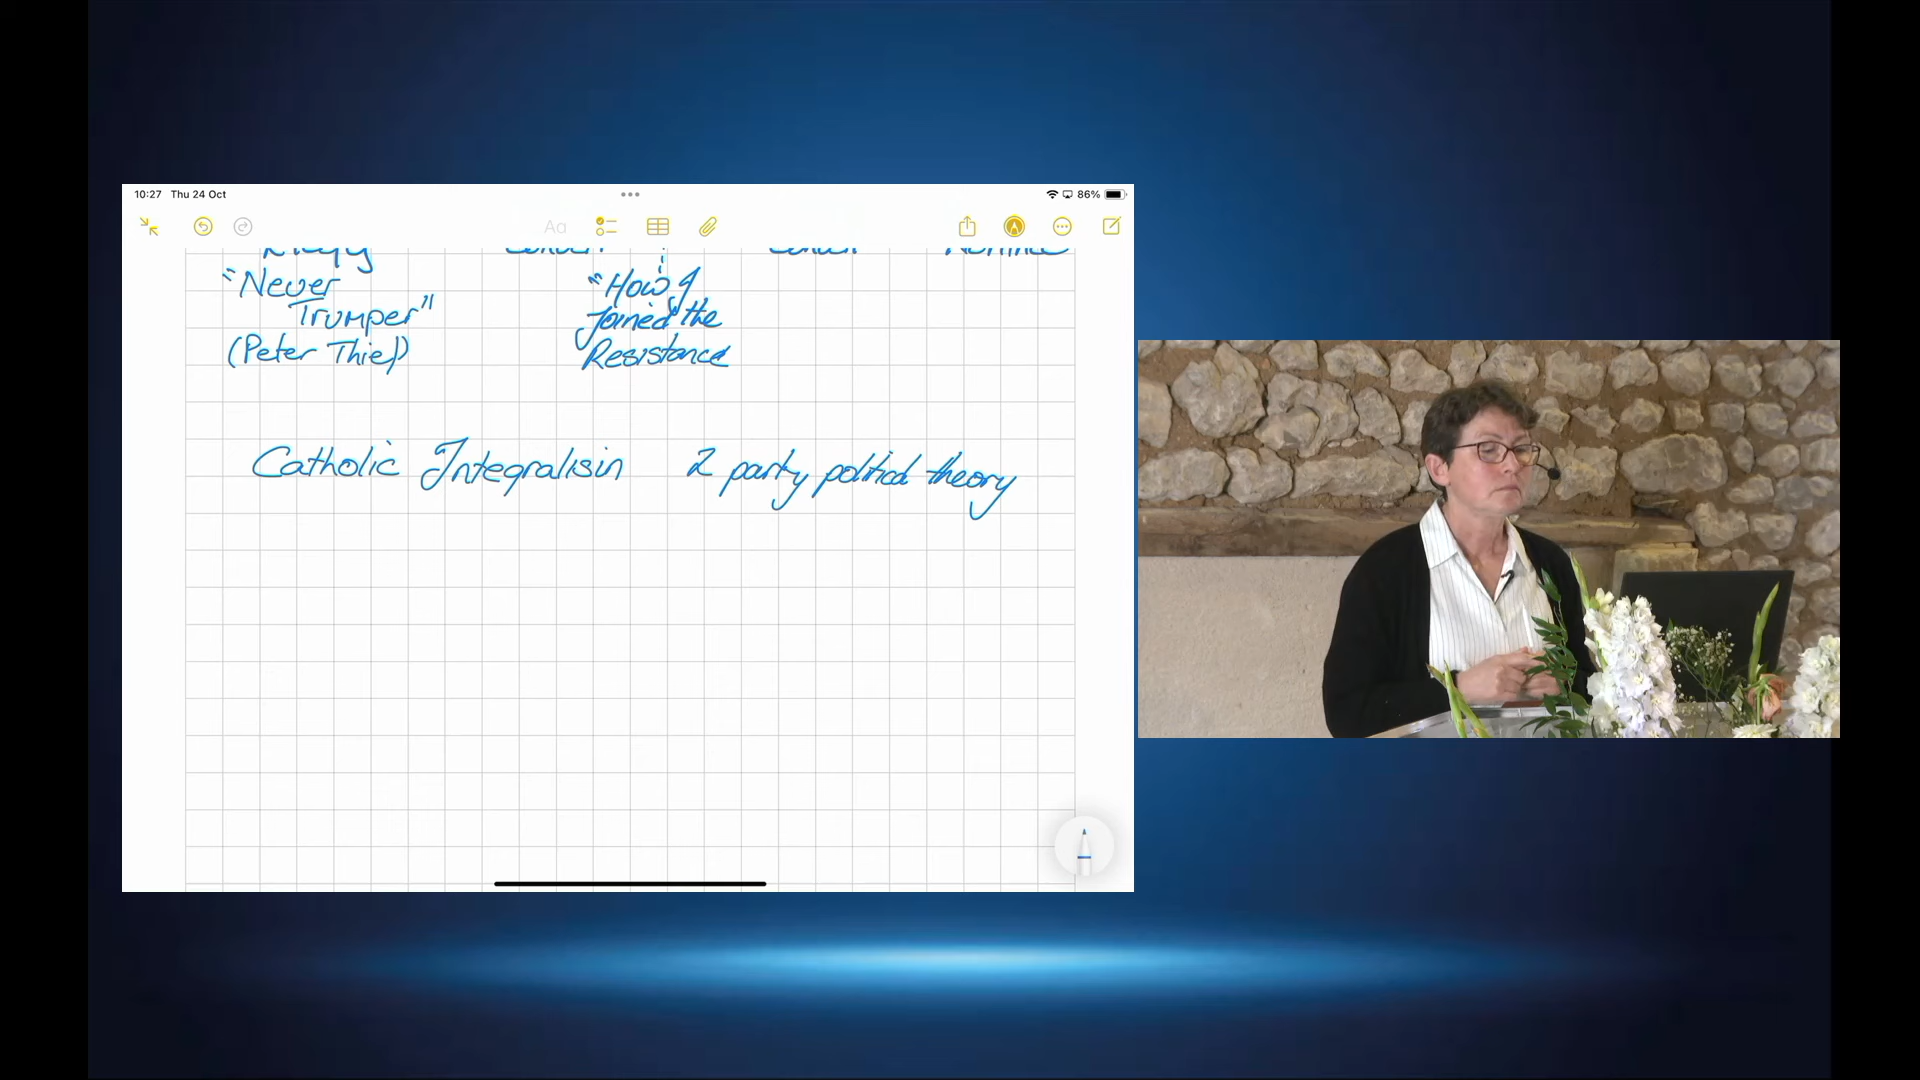 10:27 Thu 24 Oct
86%
Aa
"Never
Trumper"
(Peter Thiel)
"How I
Joined the
Resistance
Catholic Integralism 2 party political theory